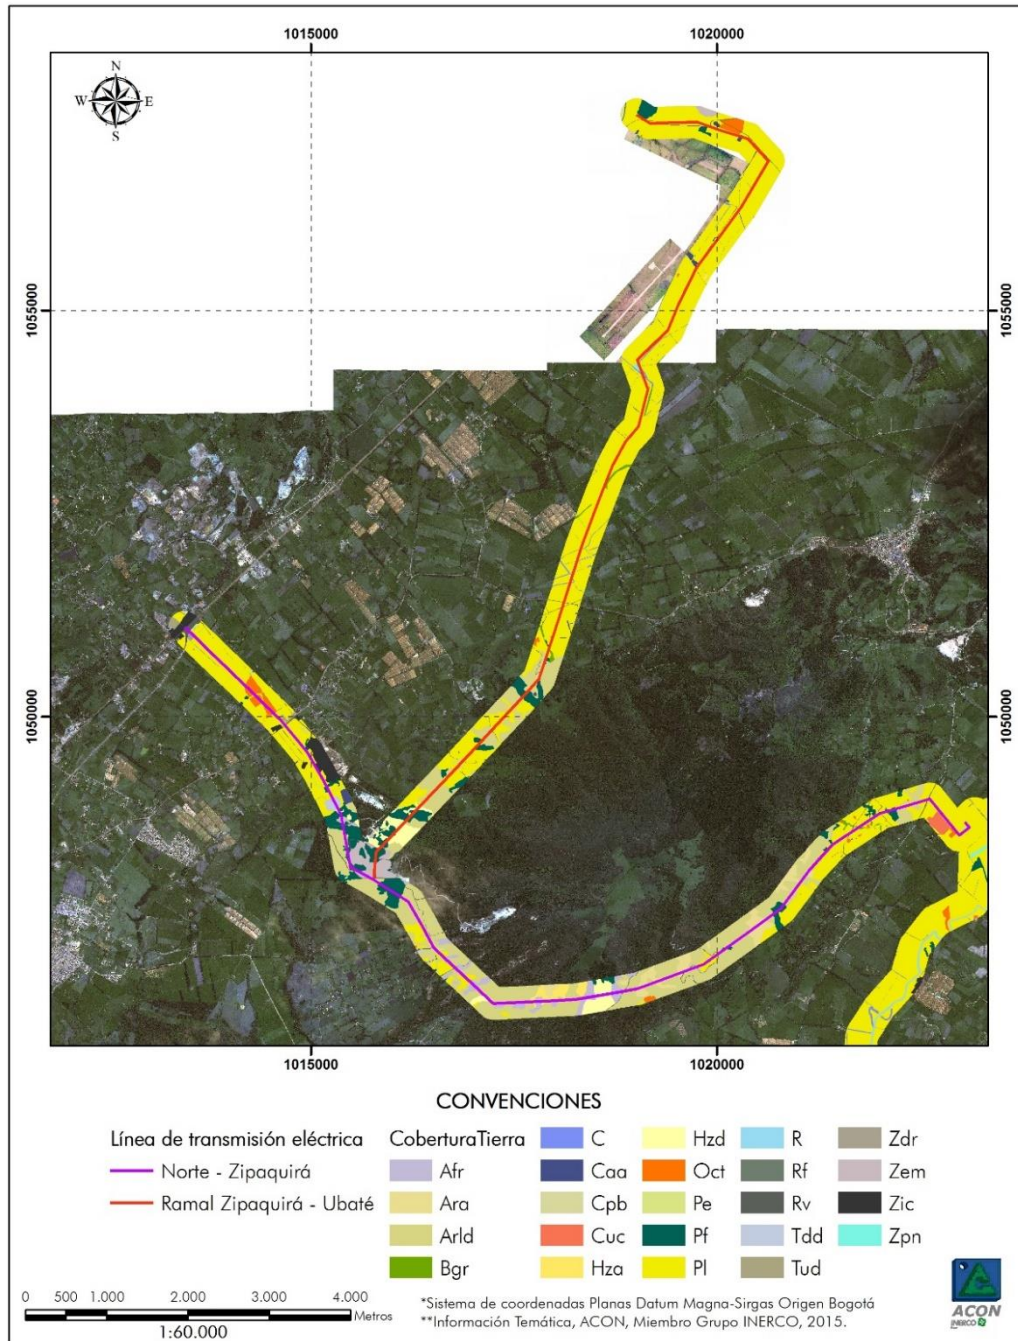 1015000
1020000
N
W
E
S
1055000
1055000
1050000
1050000
1015000
1020000
CONVENCIONES
Línea de transmisión eléctrica
Norte - Zipaquirá
Ramal Zipaquirá - Ubaté
CoberturaTierra
Afr
Ara
Arld
Bgr
C
Caa
Cpb
Cuc
Hza
Hzd
Oct
Pe
Pf
Pl
R
Rf
Rv
Tdd
Tud
Zdr
Zem
Zic
Zpn
0 500 1.000 2.000 3.000 4.000
Metros
1:60.000
*Sistema de coordenadas Planas Datum Magna-Sirgas Origen Bogotá
**Información Temática, ACON, Miembro Grupo INERCO, 2015.
ACON
INERCO